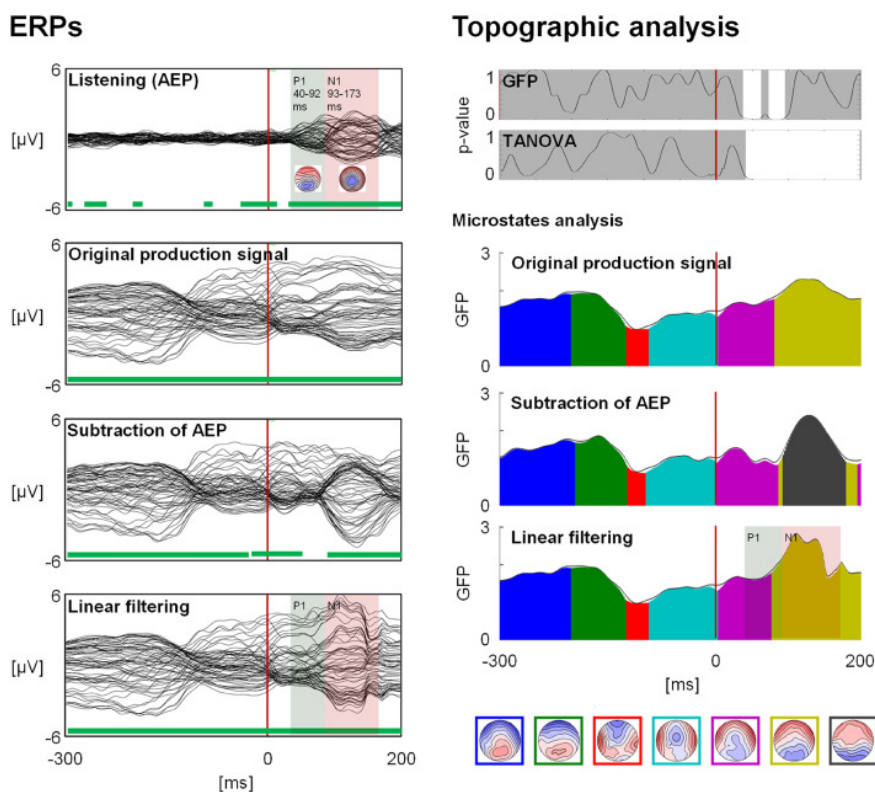 ERPs
6
Listening (AEP)
P1
40-92
ms
N1
93-173
ms
[µV]
-6
6
Original production signal
[µV]
-6
6
Subtraction of AEP
[µV]
-6
6
Linear filtering
P1
N1
[µV]
-6
-300
0
200
[ms]
Topographic analysis
1
GFP
0
p-value
1
TANOVA
0
Microstates analysis
3
Original production signal
GFP
0
3
Subtraction of AEP
GFP
0
3
Linear filtering
P1
N1
GFP
0
-300
0
200
[ms]